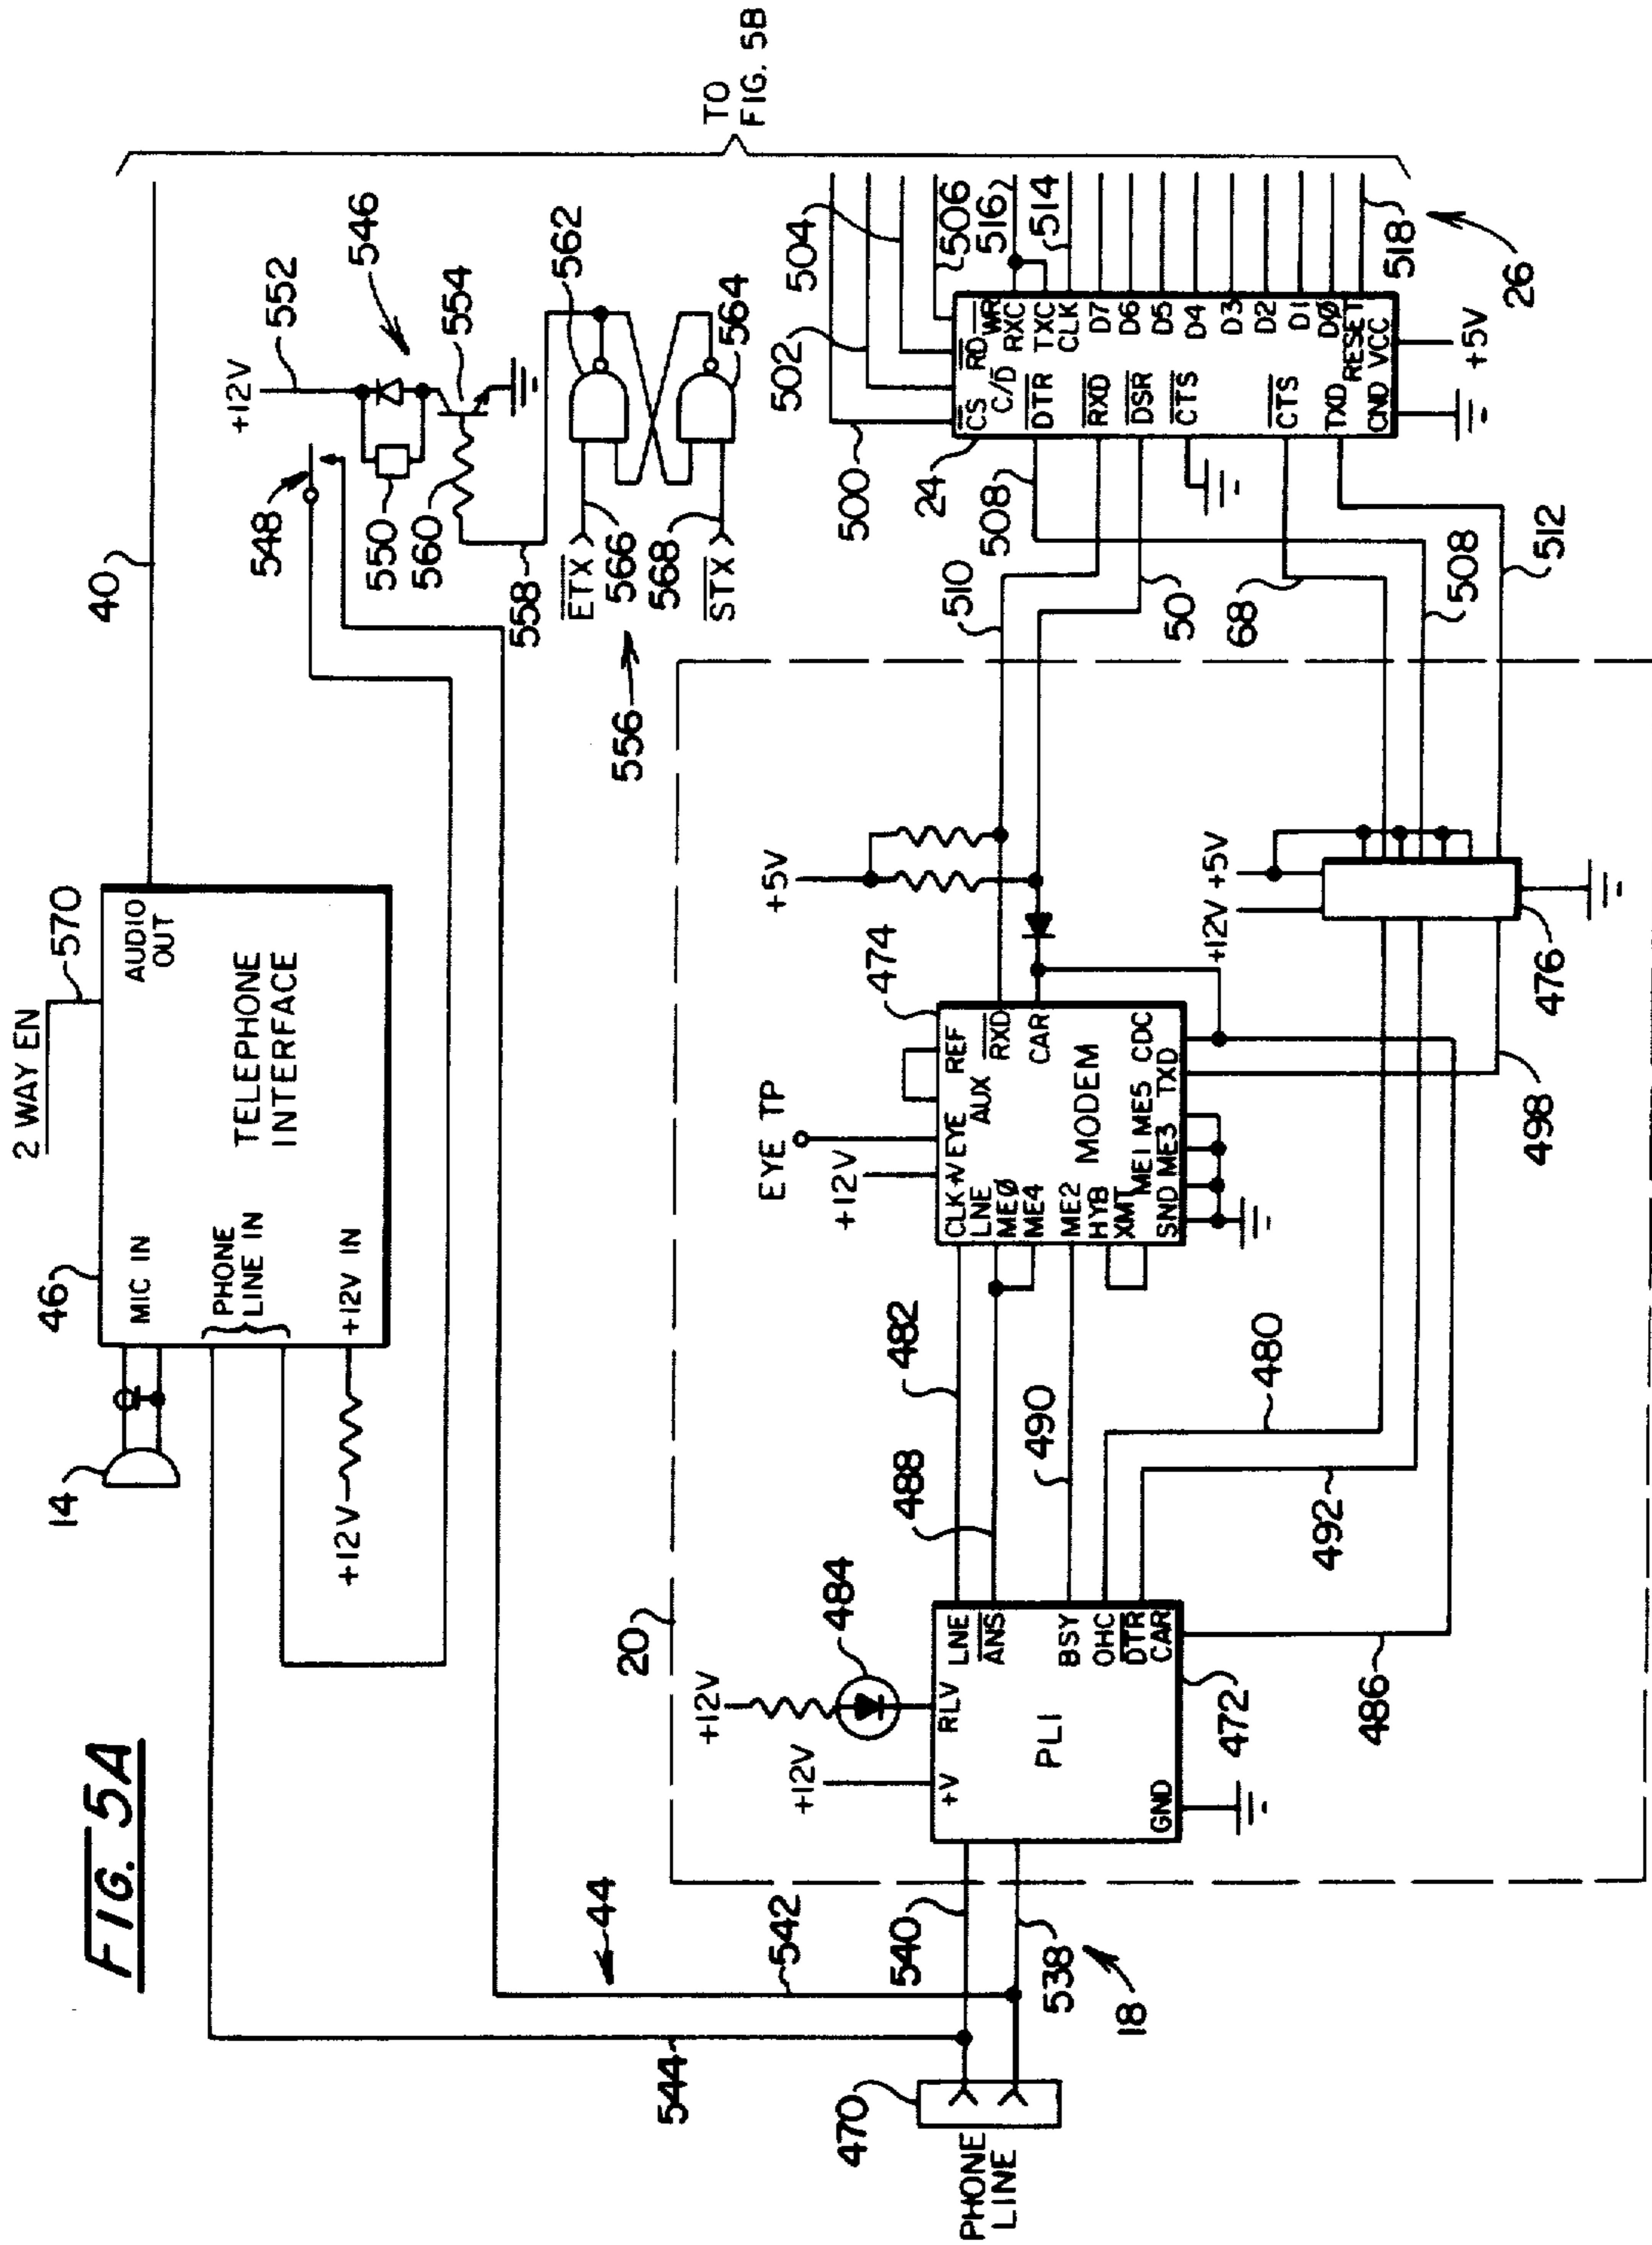 FIG. 5A
2 WAY EN
570
46
MIC IN
PHONE
LINE IN
+12V IN
AUDIO
OUT
TELEPHONE
INTERFACE
14
+12V
40
548
+12V
552
546
550
560
554
558
562
564
ETX
566
568
STX
556
TO
FIG. 5B
544
542
44
540
538
18
470
PHONE
LINE
20
+12V
+12V
484
+V
RLV
LNE
ANS
BSY
OHC
DTR
CAR
PLI
GND
472
486
488
482
490
480
492
EYE TP
+12V
474
CLK
+V
EYE
AUX
REF
LNE
MEØ
ME4
ME2
HYB
XMT
RXD
CAR
MODEM
SND
ME1
ME3
ME5
TXD
CDC
+5V
+12V
+5V
476
498
510
50
68
508
512
508
24
500
502
504
506
516
514
518
26
CS
C/D
RD
WR
DTR
RXD
DSR
CTS
CTS
TXD
GND
VCC
RXC
TXC
CLK
D7
D6
D5
D4
D3
D2
D1
DØ
RESET
+5V